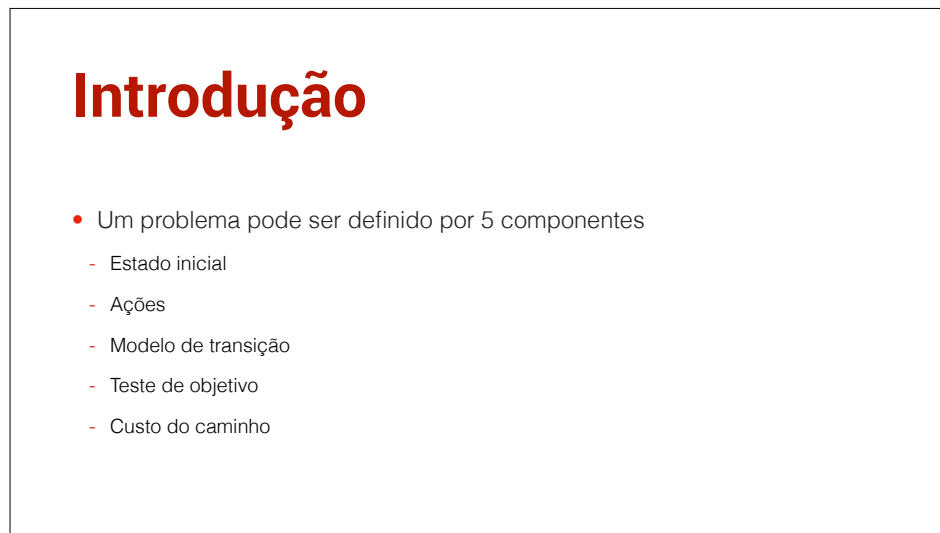 Introdução
• Um problema pode ser definido por 5 componentes
- Estado inicial
- Ações
- Modelo de transição
- Teste de objetivo
- Custo do caminho